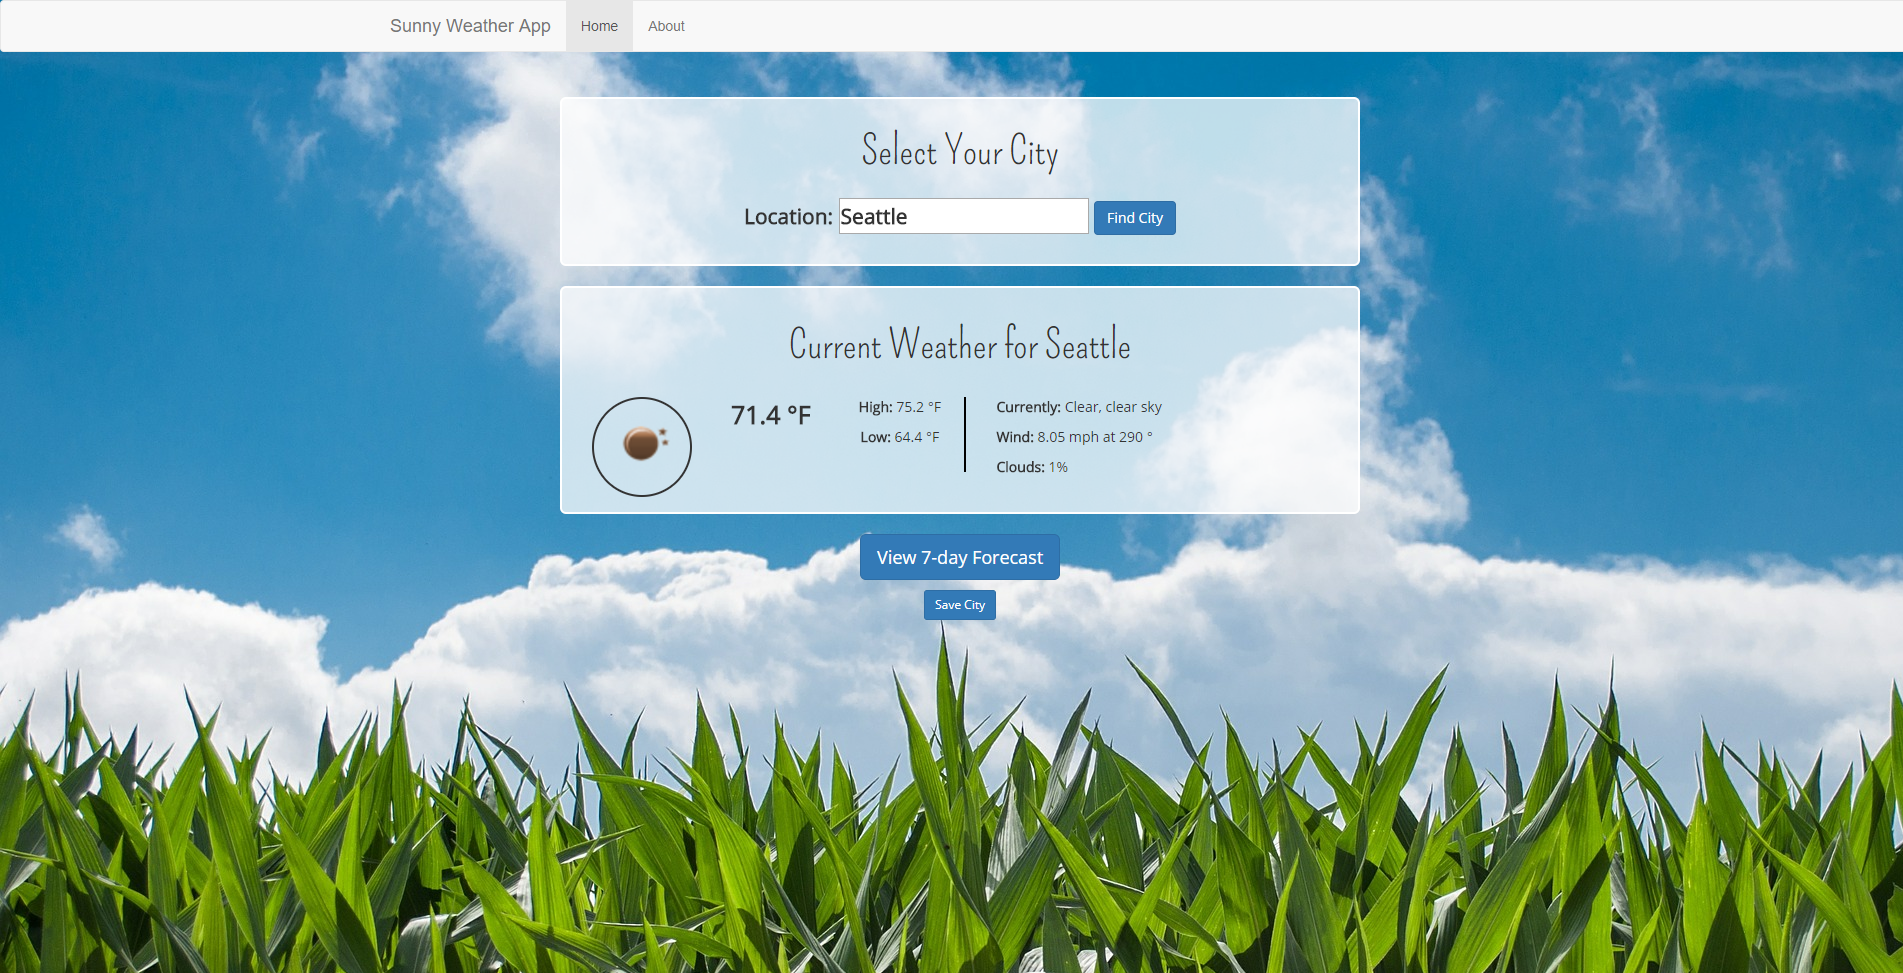 Sunny Weather App Home About
Select Your City
Location: Seattle Find City
Current Weather for Seattle
71.4 °F
High: 75.2 °F
Low: 64.4 °F
Currently: Clear, clear sky
Wind: 8.05 mph at 290 °
Clouds: 1%
View 7-day Forecast
Save City